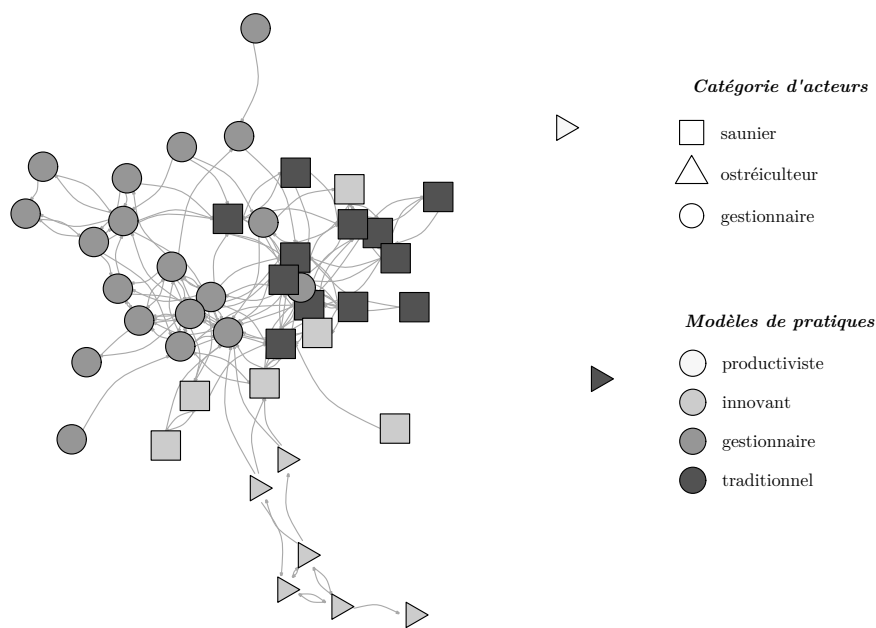 Catégorie d'acteurs
saunier
ostréiculteur
gestionnaire
Modèles de pratiques
productiviste
innovant
gestionnaire
traditionnel